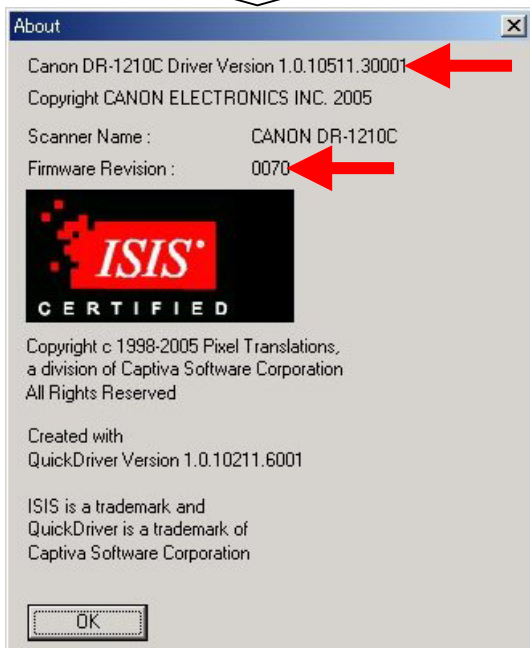 About
Canon DR-1210C Driver Version 1.0.10511.30001
Copyright CANON ELECTRONICS INC. 2005
Scanner Name : CANON DR-1210C
Firmware Revision : 0070
ISIS
CERTIFIED
Copyright c 1998-2005 Pixel Translations,
a division of Captiva Software Corporation
All Rights Reserved
Created with
QuickDriver Version 1.0.10211.6001
ISIS is a trademark and
QuickDriver is a trademark of
Captiva Software Corporation
OK